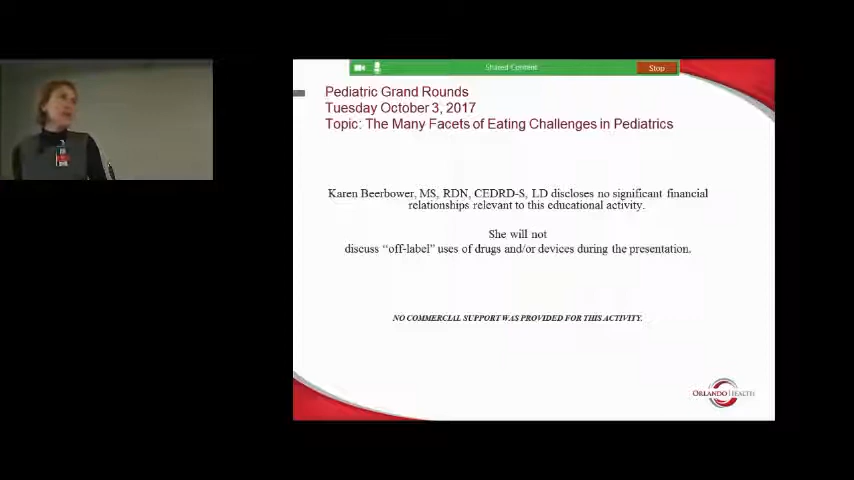 Shared Content
Stop
Pediatric Grand Rounds
Tuesday October 3, 2017
Topic: The Many Facets of Eating Challenges in Pediatrics
Karen Beerbower, MS, RDN, CEDRD-S, LD discloses no significant financial
relationships relevant to this educational activity.
She will not
discuss “off-label” uses of drugs and/or devices during the presentation.
NO COMMERCIAL SUPPORT WAS PROVIDED FOR THIS ACTIVITY.
ORLANDO HEALTH